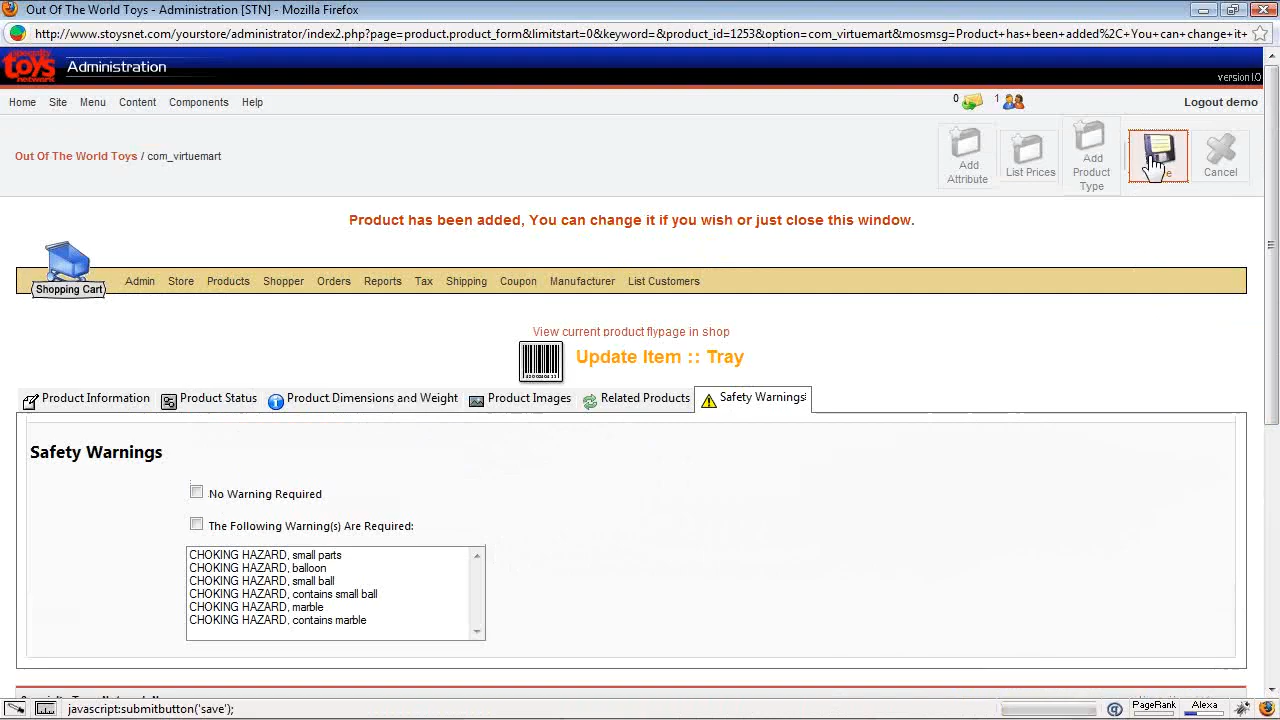 Out Of The World Toys - Administration [STN] - Mozilla Firefox
http://www.stoysnet.com/yourstore/administrator/index2.php?page=product.product_form&limitstart=0&keyword=&product_id=1253&option=com_virtuemart&mosmsg=Product+has+been+added%2C+You+can+change+it+
specialty toys network Administration
version1.0
Home Site Menu Content Components Help 0 1 Logout demo
Out Of The World Toys / com_virtuemart
Add Attribute
List Prices
Add Product Type
Cancel
Product has been added, You can change it if you wish or just close this window.
Shopping Cart Admin Store Products Shopper Orders Reports Tax Shipping Coupon Manufacturer List Customers
View current product flypage in shop
Update Item :: Tray
Product Information Product Status Product Dimensions and Weight Product Images Related Products Safety Warnings
Safety Warnings
No Warning Required
The Following Warning(s) Are Required:
CHOKING HAZARD, small parts
CHOKING HAZARD, balloon
CHOKING HAZARD, small ball
CHOKING HAZARD, contains small ball
CHOKING HAZARD, marble
CHOKING HAZARD, contains marble
javascript:submitbutton('save');
PageRank Alexa